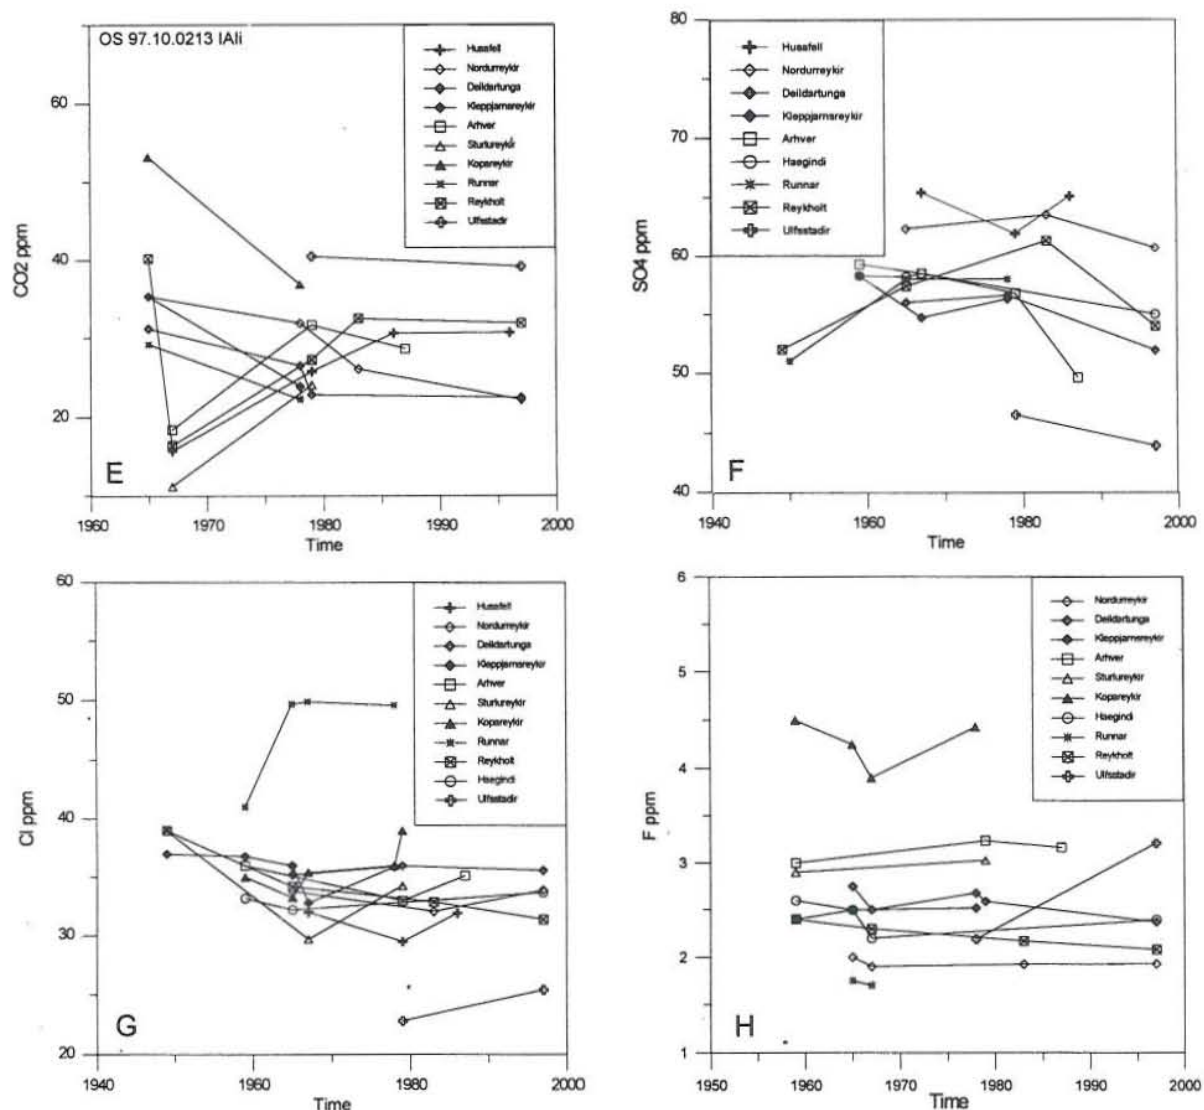 OS 97.10.0213 IAli
Husafell
Nordurreykir
Deildartunga
Kleppjarnsreykir
Arhver
Sturlureykir
Kopareykir
Runnar
Reykholt
Ulfsstadir
60
40
20
CO2 ppm
E
1960
1970
1980
1990
2000
Time
80
70
60
50
40
SO4 ppm
Husafell
Nordurreykir
Deildartunga
Kleppjarnsreykir
Arhver
Haegindi
Runnar
Reykholt
Ulfsstadir
F
1940
1960
1980
2000
Time
60
50
40
30
20
Cl ppm
Husafell
Nordurreykir
Deildartunga
Kleppjarnsreykir
Arhver
Sturlureykir
Kopareykir
Runnar
Reykholt
Haegindi
Ulfsstadir
G
1940
1960
1980
2000
Time
6
5
4
3
2
1
F ppm
Nordurreykir
Deildartunga
Kleppjarnsreykir
Arhver
Sturlureykir
Kopareykir
Haegindi
Runnar
Reykholt
Ulfsstadir
H
1950
1960
1970
1980
1990
2000
Time